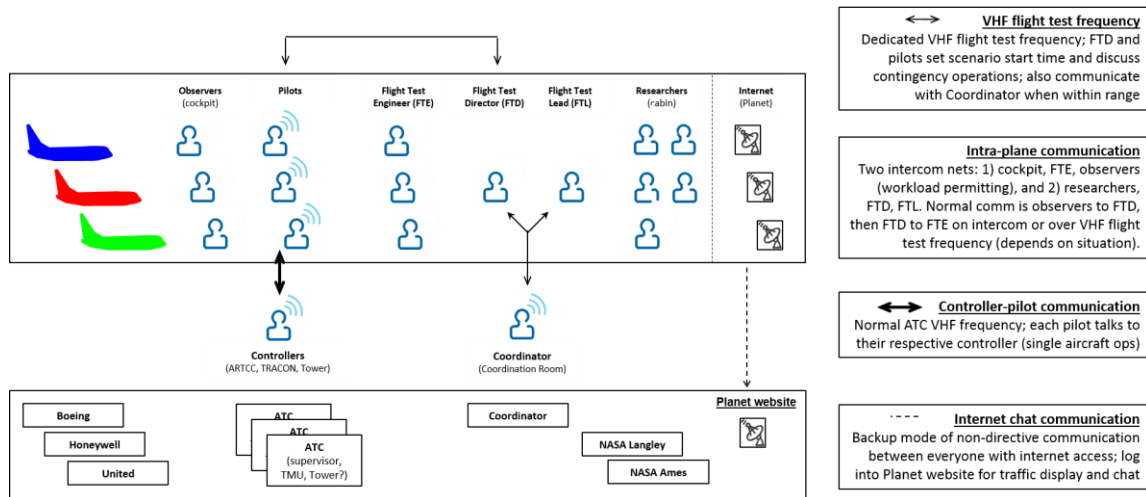 Observers
(cockpit)
Pilots
Flight Test
Engineer (FTE)
Flight Test
Director (FTD)
Flight Test
Lead (FTL)
Researchers
(cabin)
Internet
(Planet)
Controllers
(ARTCC, TRACON, Tower)
Coordinator
(Coordination Room)
Boeing
Honeywell
United
ATC
ATC
ATC
(supervisor,
TMU, Tower?)
Coordinator
NASA Langley
NASA Ames
Planet website
VHF flight test frequency
Dedicated VHF flight test frequency; FTD and
pilots set scenario start time and discuss
contingency operations; also communicate
with Coordinator when within range
Intra-plane communication
Two intercom nets: 1) cockpit, FTE, observers
(workload permitting), and 2) researchers,
FTD, FTL. Normal comm is observers to FTD,
then FTD to FTE on intercom or over VHF flight
test frequency (depends on situation).
Controller-pilot communication
Normal ATC VHF frequency; each pilot talks to
their respective controller (single aircraft ops)
Internet chat communication
Backup mode of non-directive communication
between everyone with internet access; log
into Planet website for traffic display and chat